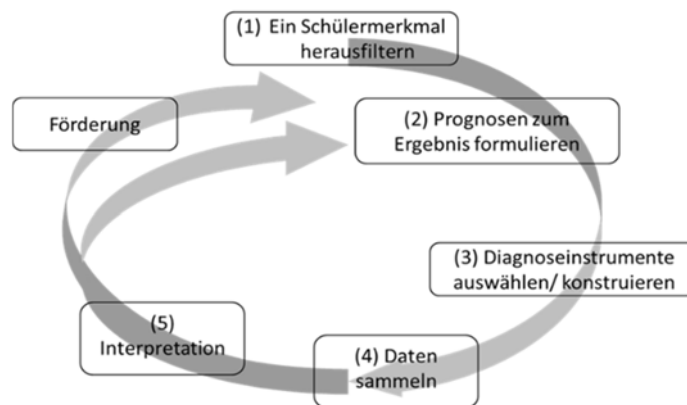 (1) Ein Schülermerkmal
herausfiltern
(2) Prognosen zum
Ergebnis formulieren
(3) Diagnoseinstrumente
auswählen/ konstruieren
(4) Daten
sammeln
(5)
Interpretation
Förderung